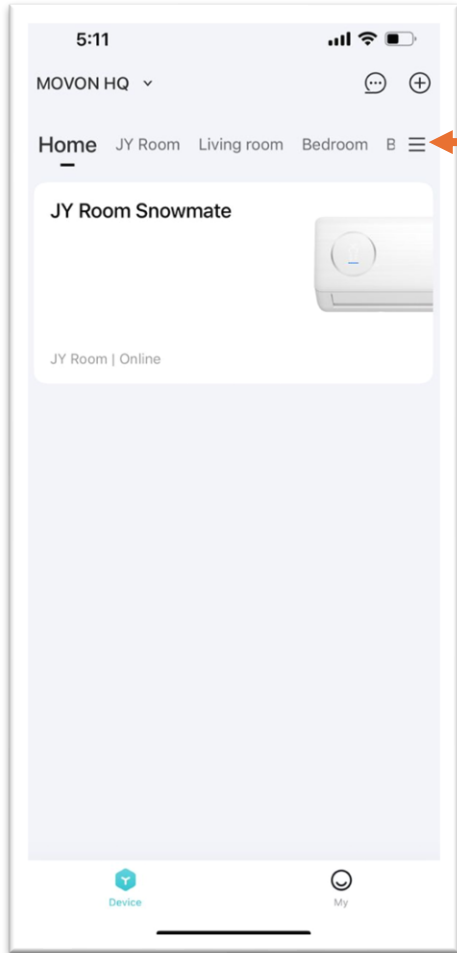 5:11
MOVON HQ
Home JY Room Living room Bedroom B
JY Room Snowmate
JY Room | Online
Device My